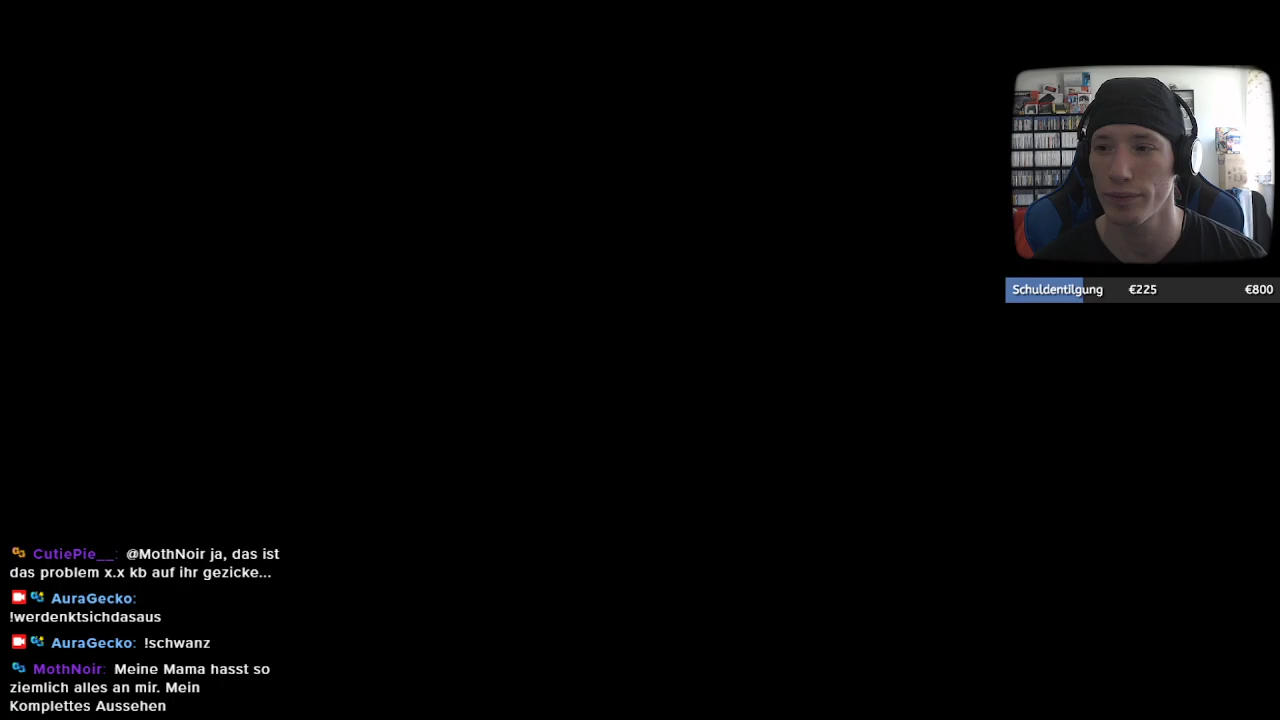 Schuldentilgung €225 €800
CutiePie__: @MothNoir ja, das ist
das problem x.x kb auf ihr gezicke...
AuraGecko:
!werdenktsichdasaus
AuraGecko: !schwanz
MothNoir: Meine Mama hasst so
ziemlich alles an mir. Mein
Komplettes Aussehen